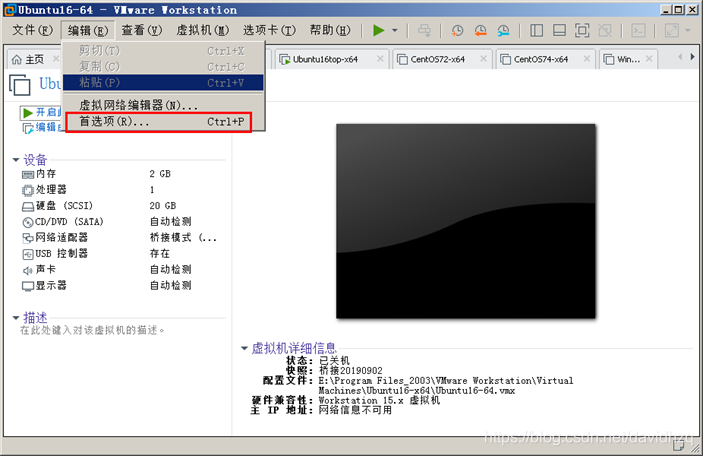 Ubuntu16-64 - VMware Workstation
文件(F) 编辑(E) 查看(V) 虚拟机(M) 选项卡(T) 帮助(H)
主页 Ubuntu16top-x64 CentOS72-x64 CentOS74-x64 Win...
剪切(T) Ctrl+X
复制(C) Ctrl+C
粘贴(P) Ctrl+V
虚拟网络编辑器(N)...
首选项(R)... Ctrl+P
Ubu
开启此
编辑
设备
内存 2 GB
处理器 1
硬盘 (SCSI) 20 GB
CD/DVD (SATA) 自动检测
网络适配器 桥接模式 (...
USB 控制器 存在
声卡 自动检测
显示器 自动检测
描述
在此处键入对该虚拟机的描述。
虚拟机详细信息
状态: 已关机
快照: 桥接20190902
配置文件: E:\Program Files_2003\VMware Workstation\Virtual
Machines\Ubuntu16-x64\Ubuntu16-64.vmx
硬件兼容性: Workstation 15.x 虚拟机
主 IP 地址: 网络信息不可用
https://blog.csdn.net/davidhzq